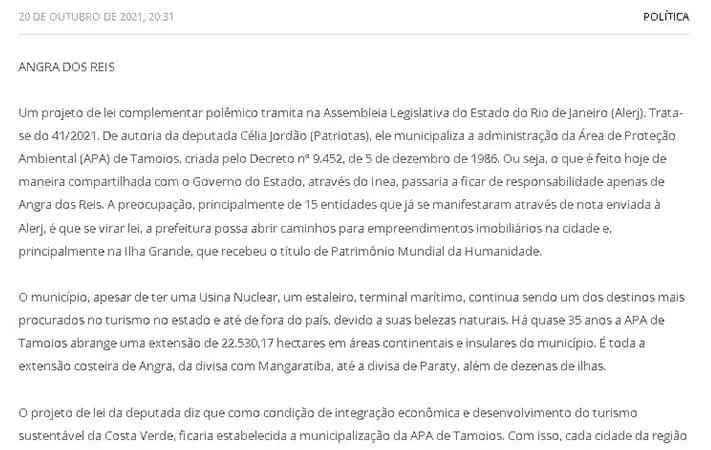 20 DE OUTUBRO DE 2021, 20:31
POLÍTICA
ANGRA DOS REIS
Um projeto de lei complementar polêmico tramita na Assembleia Legislativa do Estado do Rio de Janeiro (Alerj). Trata-
se do 41/2021. De autoria da deputada Célia Jordão (Patriotas), ele municipaliza a administração da Área de Proteção
Ambiental (APA) de Tamoios, criada pelo Decreto nº 9.452, de 5 de dezembro de 1986. Ou seja, o que é feito hoje de
maneira compartilhada com o Governo do Estado, através do Inea, passaria a ficar de responsabilidade apenas de
Angra dos Reis. A preocupação, principalmente de 15 entidades que já se manifestaram através de nota enviada à
Alerj, é que se virar lei, a prefeitura possa abrir caminhos para empreendimentos imobiliários na cidade e,
principalmente na Ilha Grande, que recebeu o título de Patrimônio Mundial da Humanidade.
O município, apesar de ter uma Usina Nuclear, um estaleiro, terminal marítimo, continua sendo um dos destinos mais
procurados no turismo no estado e até de fora do país, devido a suas belezas naturais. Há quase 35 anos a APA de
Tamoios abrange uma extensão de 22.530,17 hectares em áreas continentais e insulares do município. É toda a
extensão costeira de Angra, da divisa com Mangaratiba, até a divisa de Paraty, além de dezenas de ilhas.
O projeto de lei da deputada diz que como condição de integração econômica e desenvolvimento do turismo
sustentável da Costa Verde, ficaria estabelecida a municipalização da APA de Tamoios. Com isso, cada cidade da região